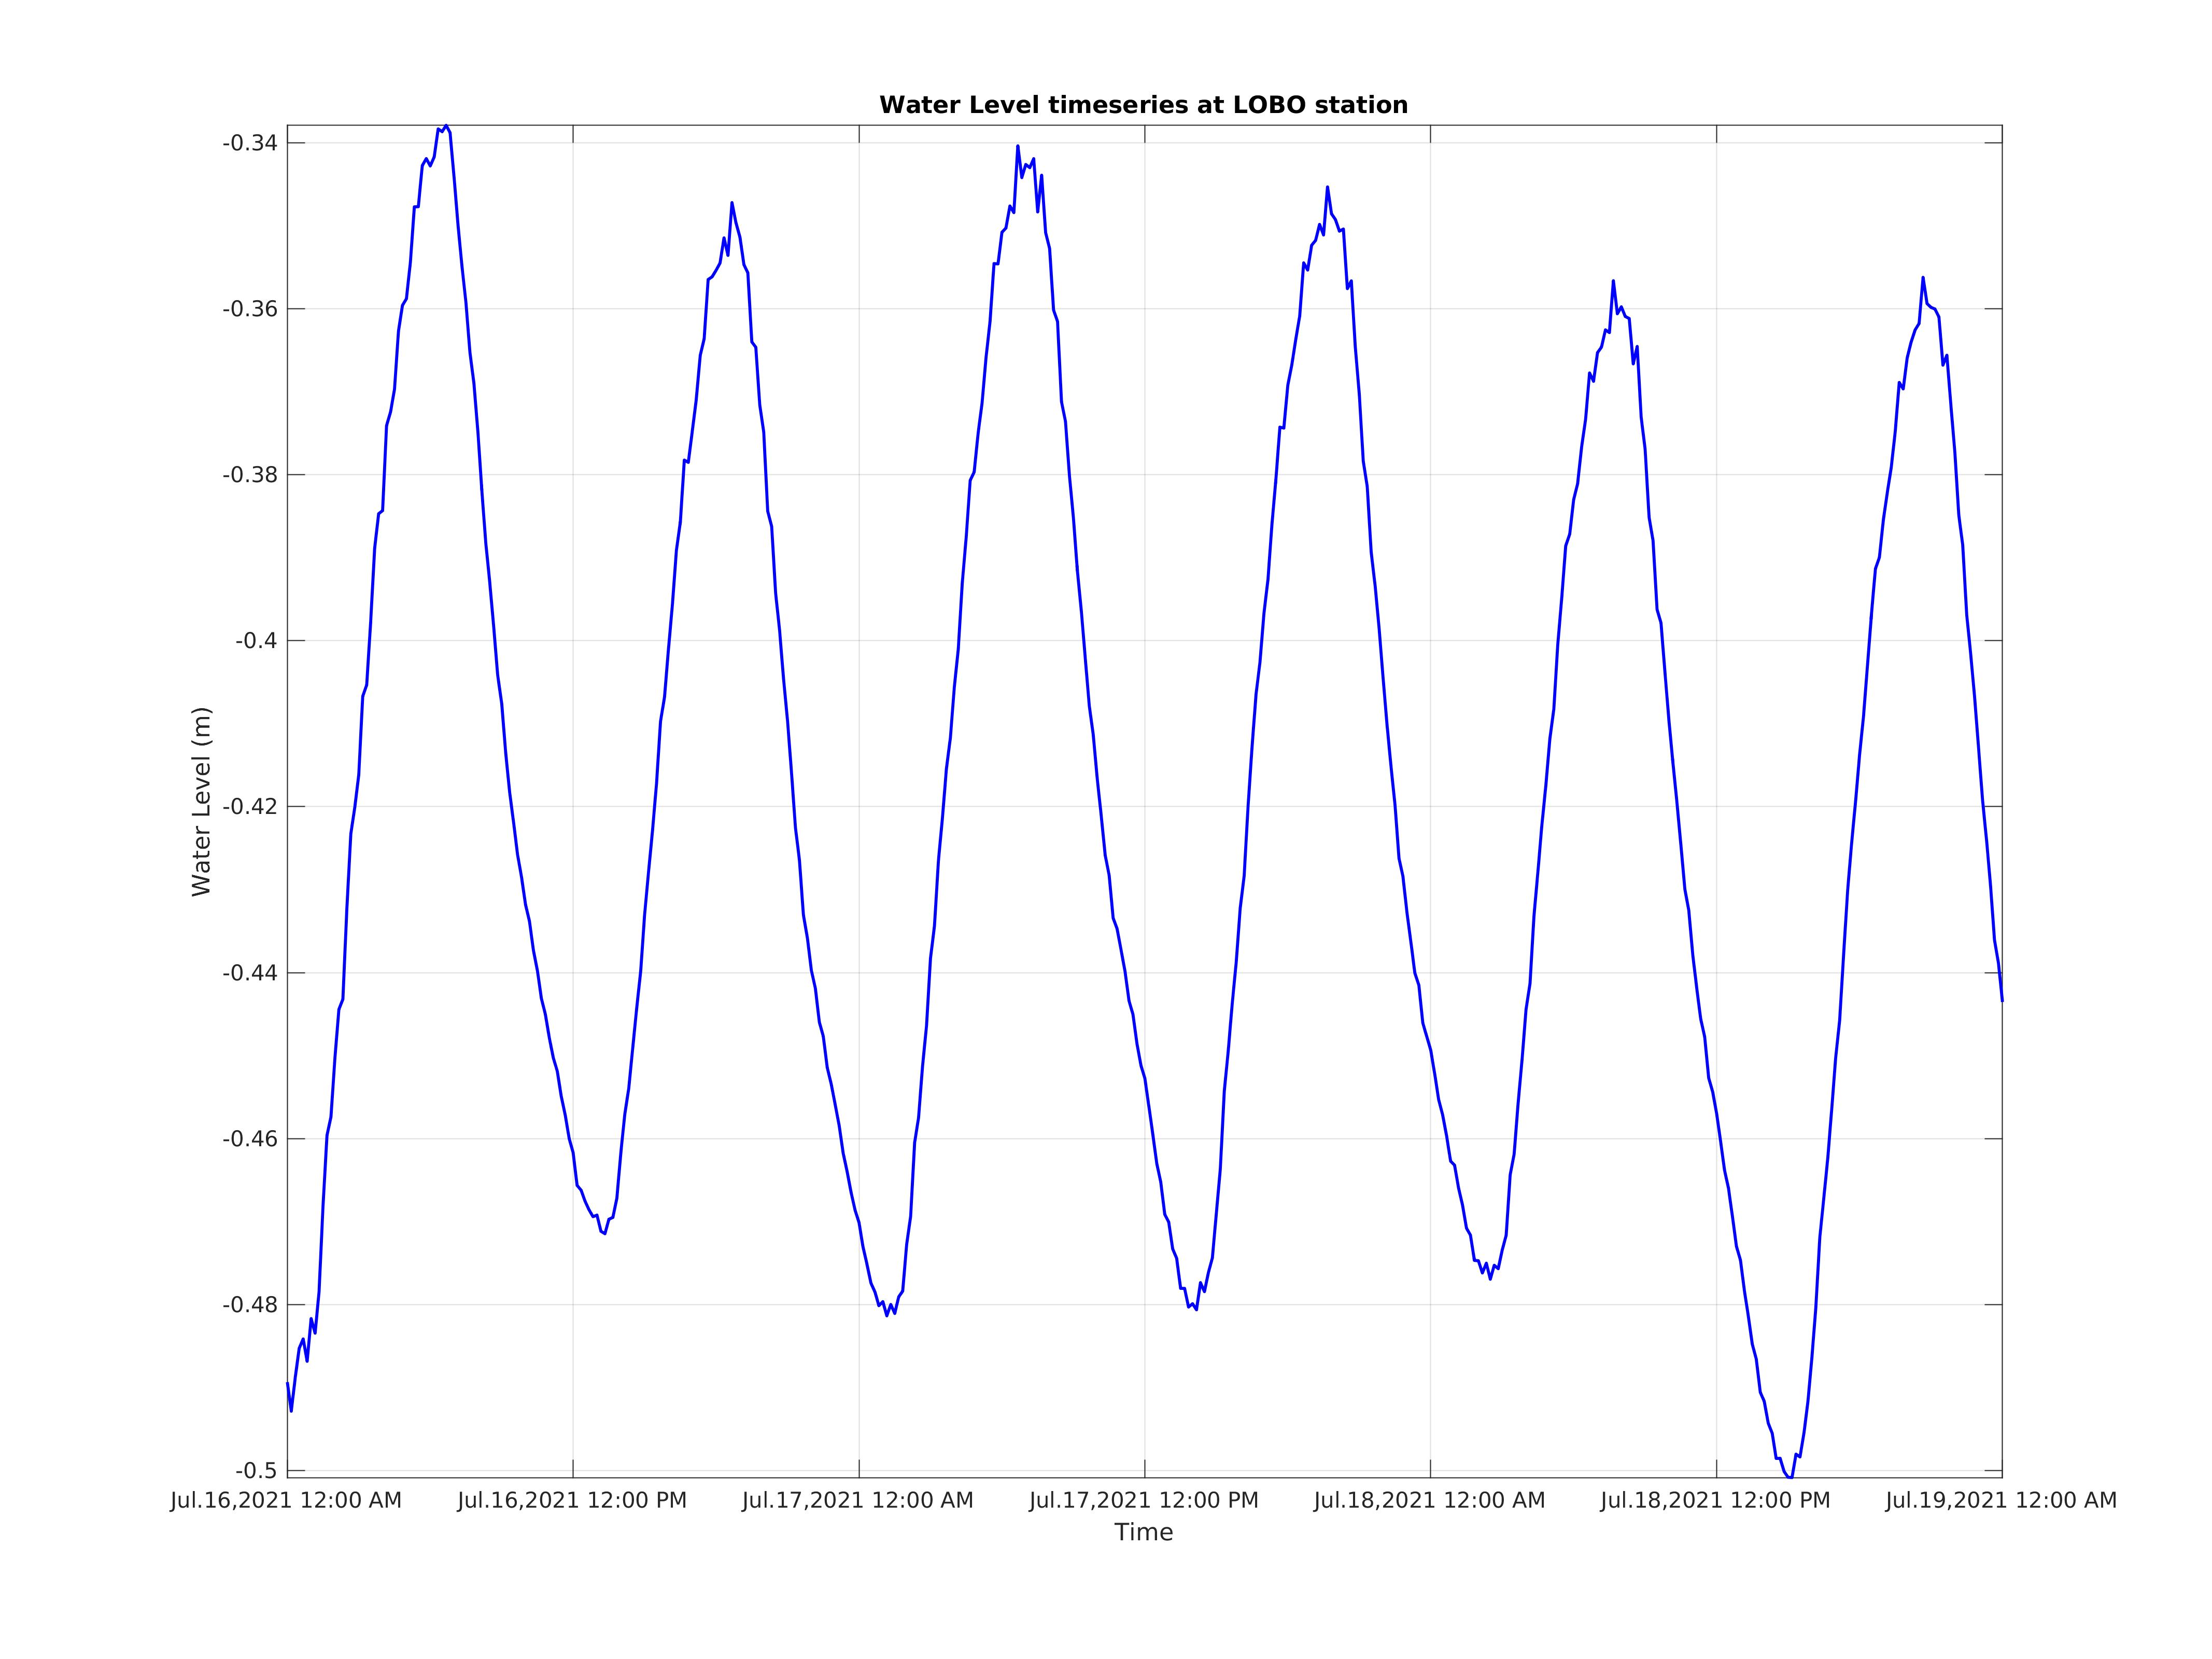 Water Level timeseries at LOBO station
-0.34
-0.36
-0.38
-0.4
-0.42
-0.44
-0.46
-0.48
-0.5
Water Level (m)
Jul.16,2021 12:00 AM
Jul.16,2021 12:00 PM
Jul.17,2021 12:00 AM
Jul.17,2021 12:00 PM
Jul.18,2021 12:00 AM
Jul.18,2021 12:00 PM
Jul.19,2021 12:00 AM
Time